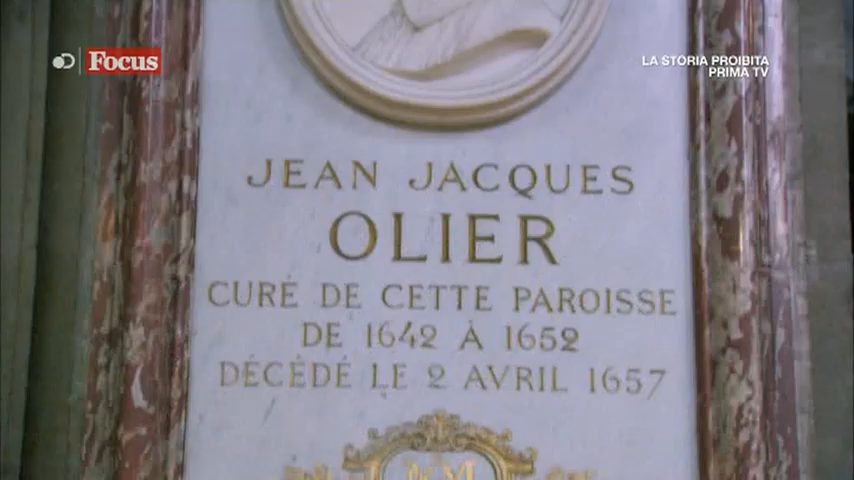 Focus
LA STORIA PROIBITA
PRIMA TV
JEAN JACQUES
OLIER
CURÉ DE CETTE PAROISSE
DE 1642 À 1652
DÉCÉDÉ LE 2 AVRIL 1657